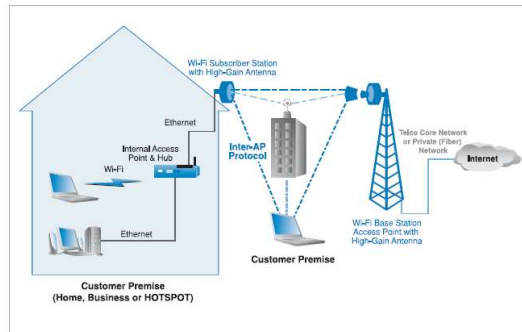 Wi-Fi Subscriber Station
with High-Gain Antenna
Ethernet
Internal Access
Point & Hub
Wi-Fi
Ethernet
Inter-AP
Protocol
Telco Core Network
or Private (Fiber)
Network
Internet
Wi-Fi Base Station
Access Point with
High-Gain Antenna
Customer Premise
Customer Premise
(Home, Business or HOTSPOT)